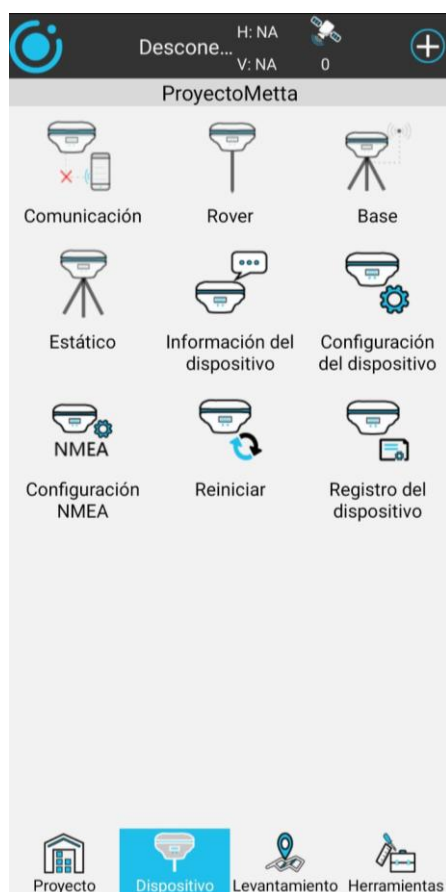 Descone...
H: NA
V: NA
0
ProyectoMetta
Comunicación
Rover
Base
Estático
Información del
dispositivo
Configuración
del dispositivo
NMEA
Configuración
NMEA
Reiniciar
Registro del
dispositivo
Proyecto
Dispositivo
Levantamiento
Herramientas